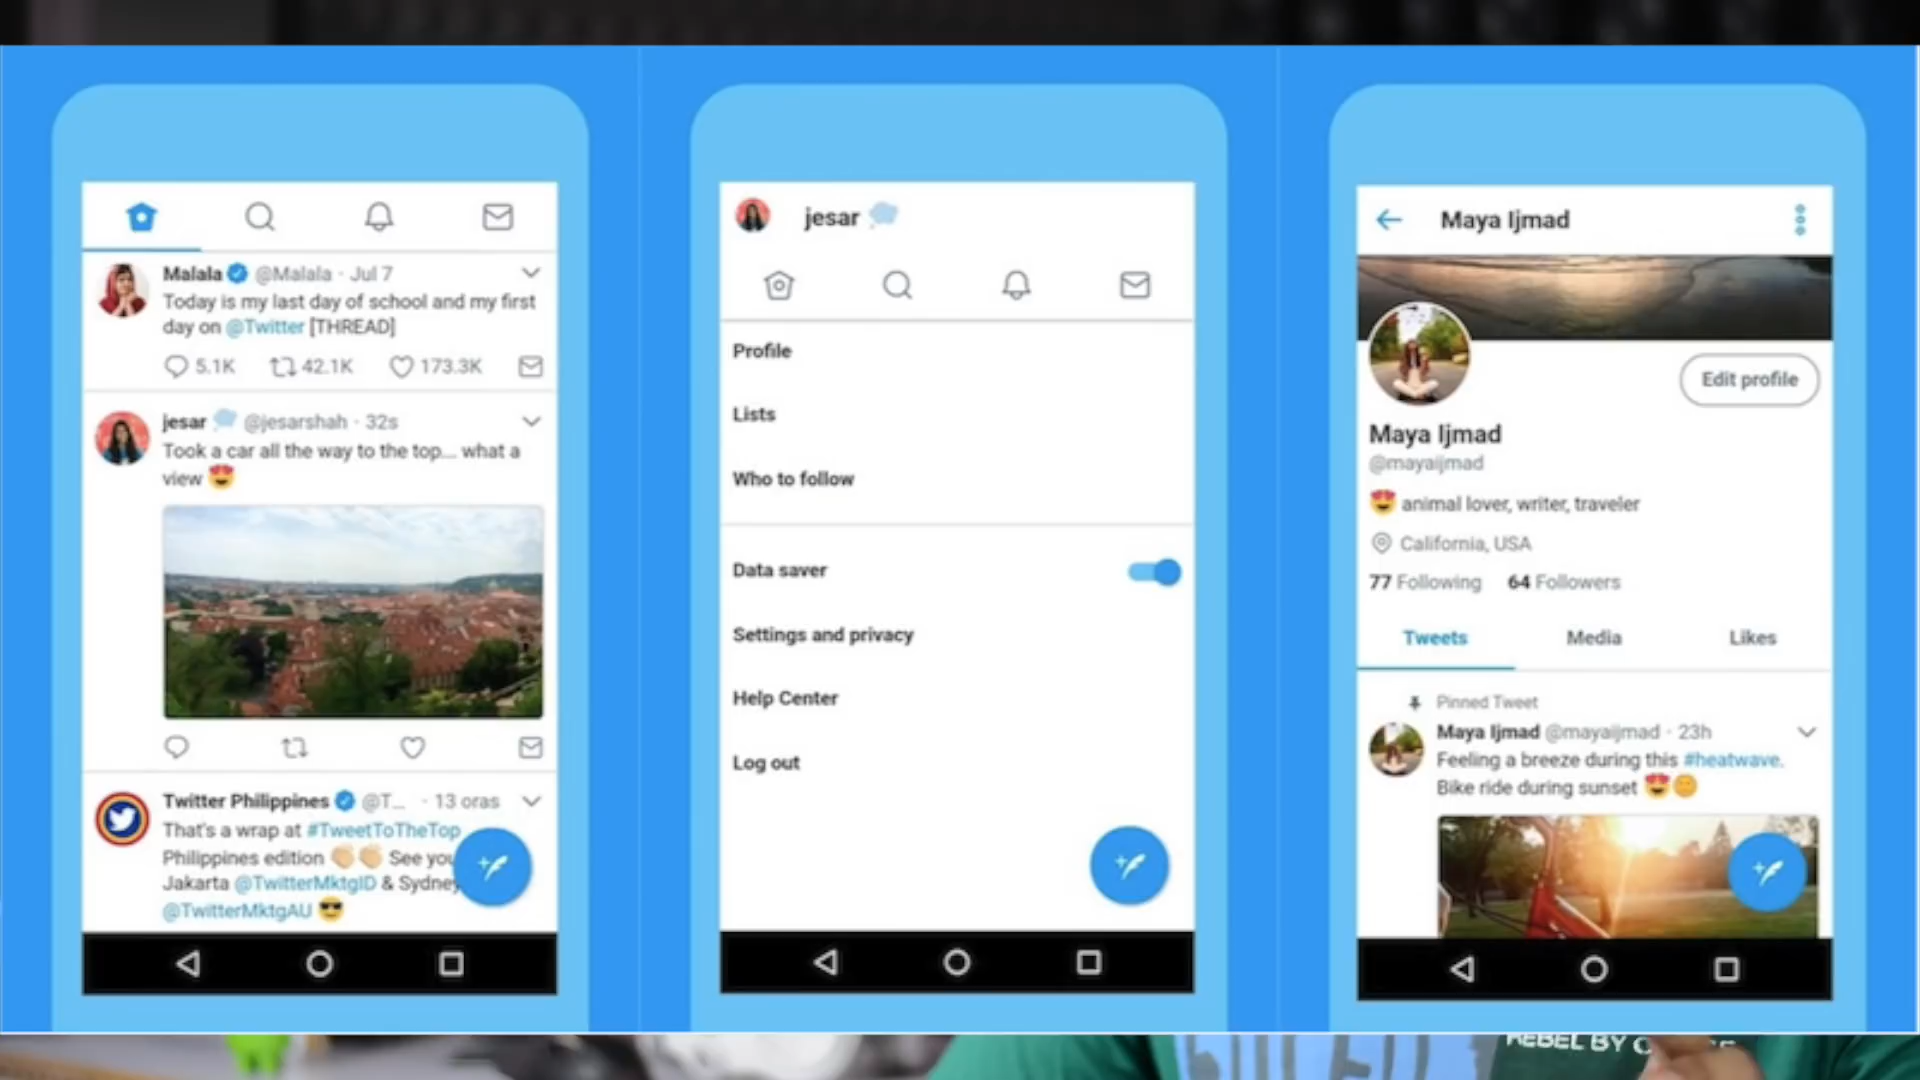 Malala @Malala · Jul 7
Today is my last day of school and my first
day on @Twitter [THREAD]
5.1K 42.1K 173.3K
jesar @jesarshah · 32s
Took a car all the way to the top... what a
view
Twitter Philippines @T... · 13 oras
That's a wrap at #TweetToTheTop
Philippines edition See you
Jakarta @TwitterMktgID & Sydney
@TwitterMktgAU
jesar
Profile
Lists
Who to follow
Data saver
Settings and privacy
Help Center
Log out
Maya Ijmad
Edit profile
Maya Ijmad
@mayaijmad
animal lover, writer, traveler
California, USA
77 Following 64 Followers
Tweets Media Likes
Pinned Tweet
Maya Ijmad @mayaijmad · 23h
Feeling a breeze during this #heatwave.
Bike ride during sunset
REBEL BY